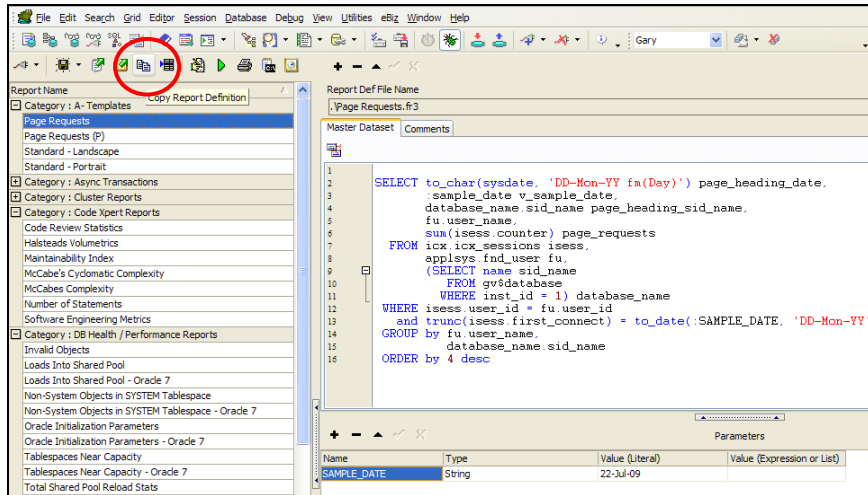 File Edit Search Grid Editor Session Database Debug View Utilities eBiz Window Help
Gary
Copy Report Definition
Report Name
Category : A- Templates
Page Requests
Page Requests (P)
Standard - Landscape
Standard - Portrait
Category : Async Transactions
Category : Cluster Reports
Category : Code Xpert Reports
Code Review Statistics
Halsteads Volumetrics
Maintainability Index
McCabe's Cyclomatic Complexity
McCabes Complexity
Number of Statements
Software Engineering Metrics
Category : DB Health / Performance Reports
Invalid Objects
Loads Into Shared Pool
Loads Into Shared Pool - Oracle 7
Non-System Objects in SYSTEM Tablespace
Non-System Objects in SYSTEM Tablespace - Oracle 7
Oracle Initialization Parameters
Oracle Initialization Parameters - Oracle 7
Tablespaces Near Capacity
Tablespaces Near Capacity - Oracle 7
Total Shared Pool Reload Stats
Report Def File Name
.\Page Requests.fr3
Master Dataset Comments
1
2 SELECT to_char(sysdate, 'DD-Mon-YY fm(Day)') page_heading_date,
3 :sample_date v_sample_date,
4 database_name.sid_name page_heading_sid_name,
5 fu.user_name,
6 sum(isess.counter) page_requests
7 FROM icx.icx_sessions isess,
8 applsys.fnd_user fu,
9 (SELECT name sid_name
10 FROM gv$database
11 WHERE inst_id = 1) database_name
12 WHERE isess.user_id = fu.user_id
13 and trunc(isess.first_connect) = to_date(:SAMPLE_DATE, 'DD-Mon-YY'
14 GROUP by fu.user_name,
15 database_name.sid_name
16 ORDER by 4 desc
Parameters
Name Type Value (Literal) Value (Expression or List)
SAMPLE_DATE String 22-Jul-09